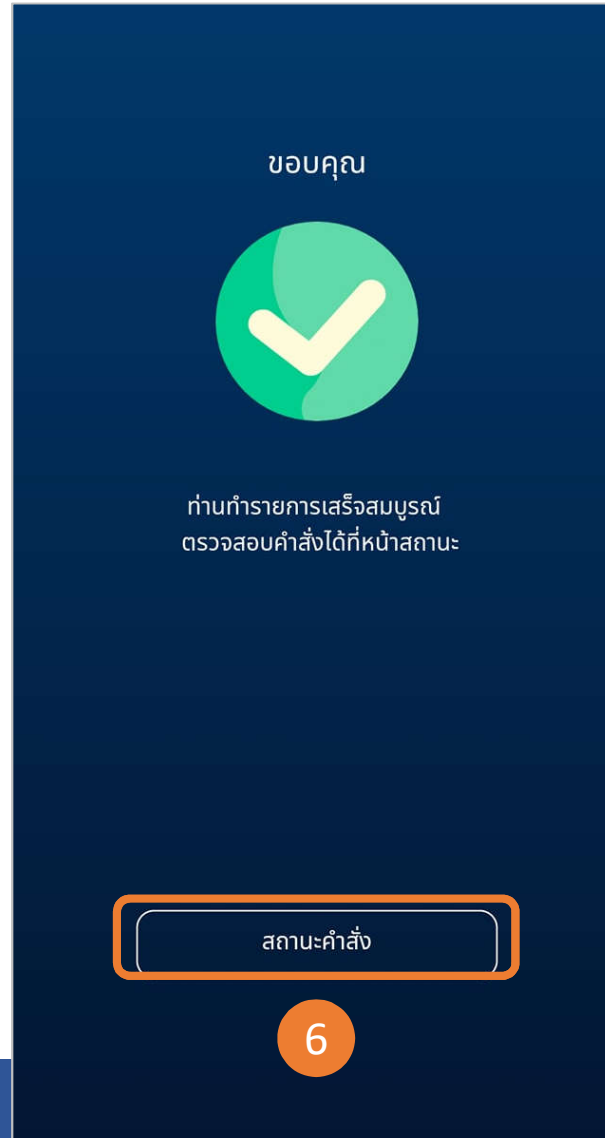 ขอบคุณ
ท่านทำรายการเสร็จสมบูรณ์
ตรวจสอบคำสั่งได้ที่หน้าสถานะ
สถานะคำสั่ง
6